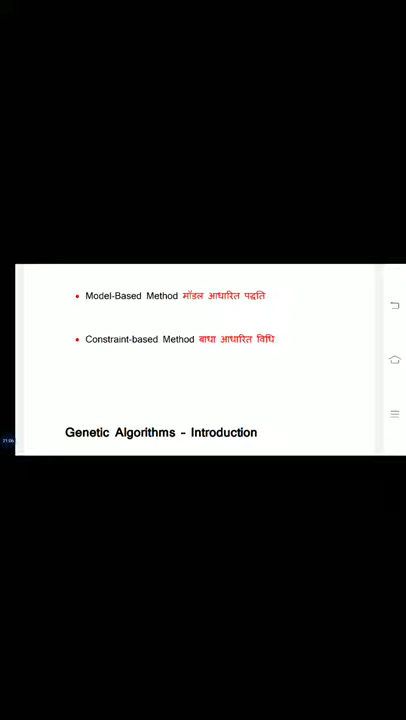 Model-Based Method मॉडल आधारित पद्धति
Constraint-based Method बाधा आधारित विधि
Genetic Algorithms - Introduction